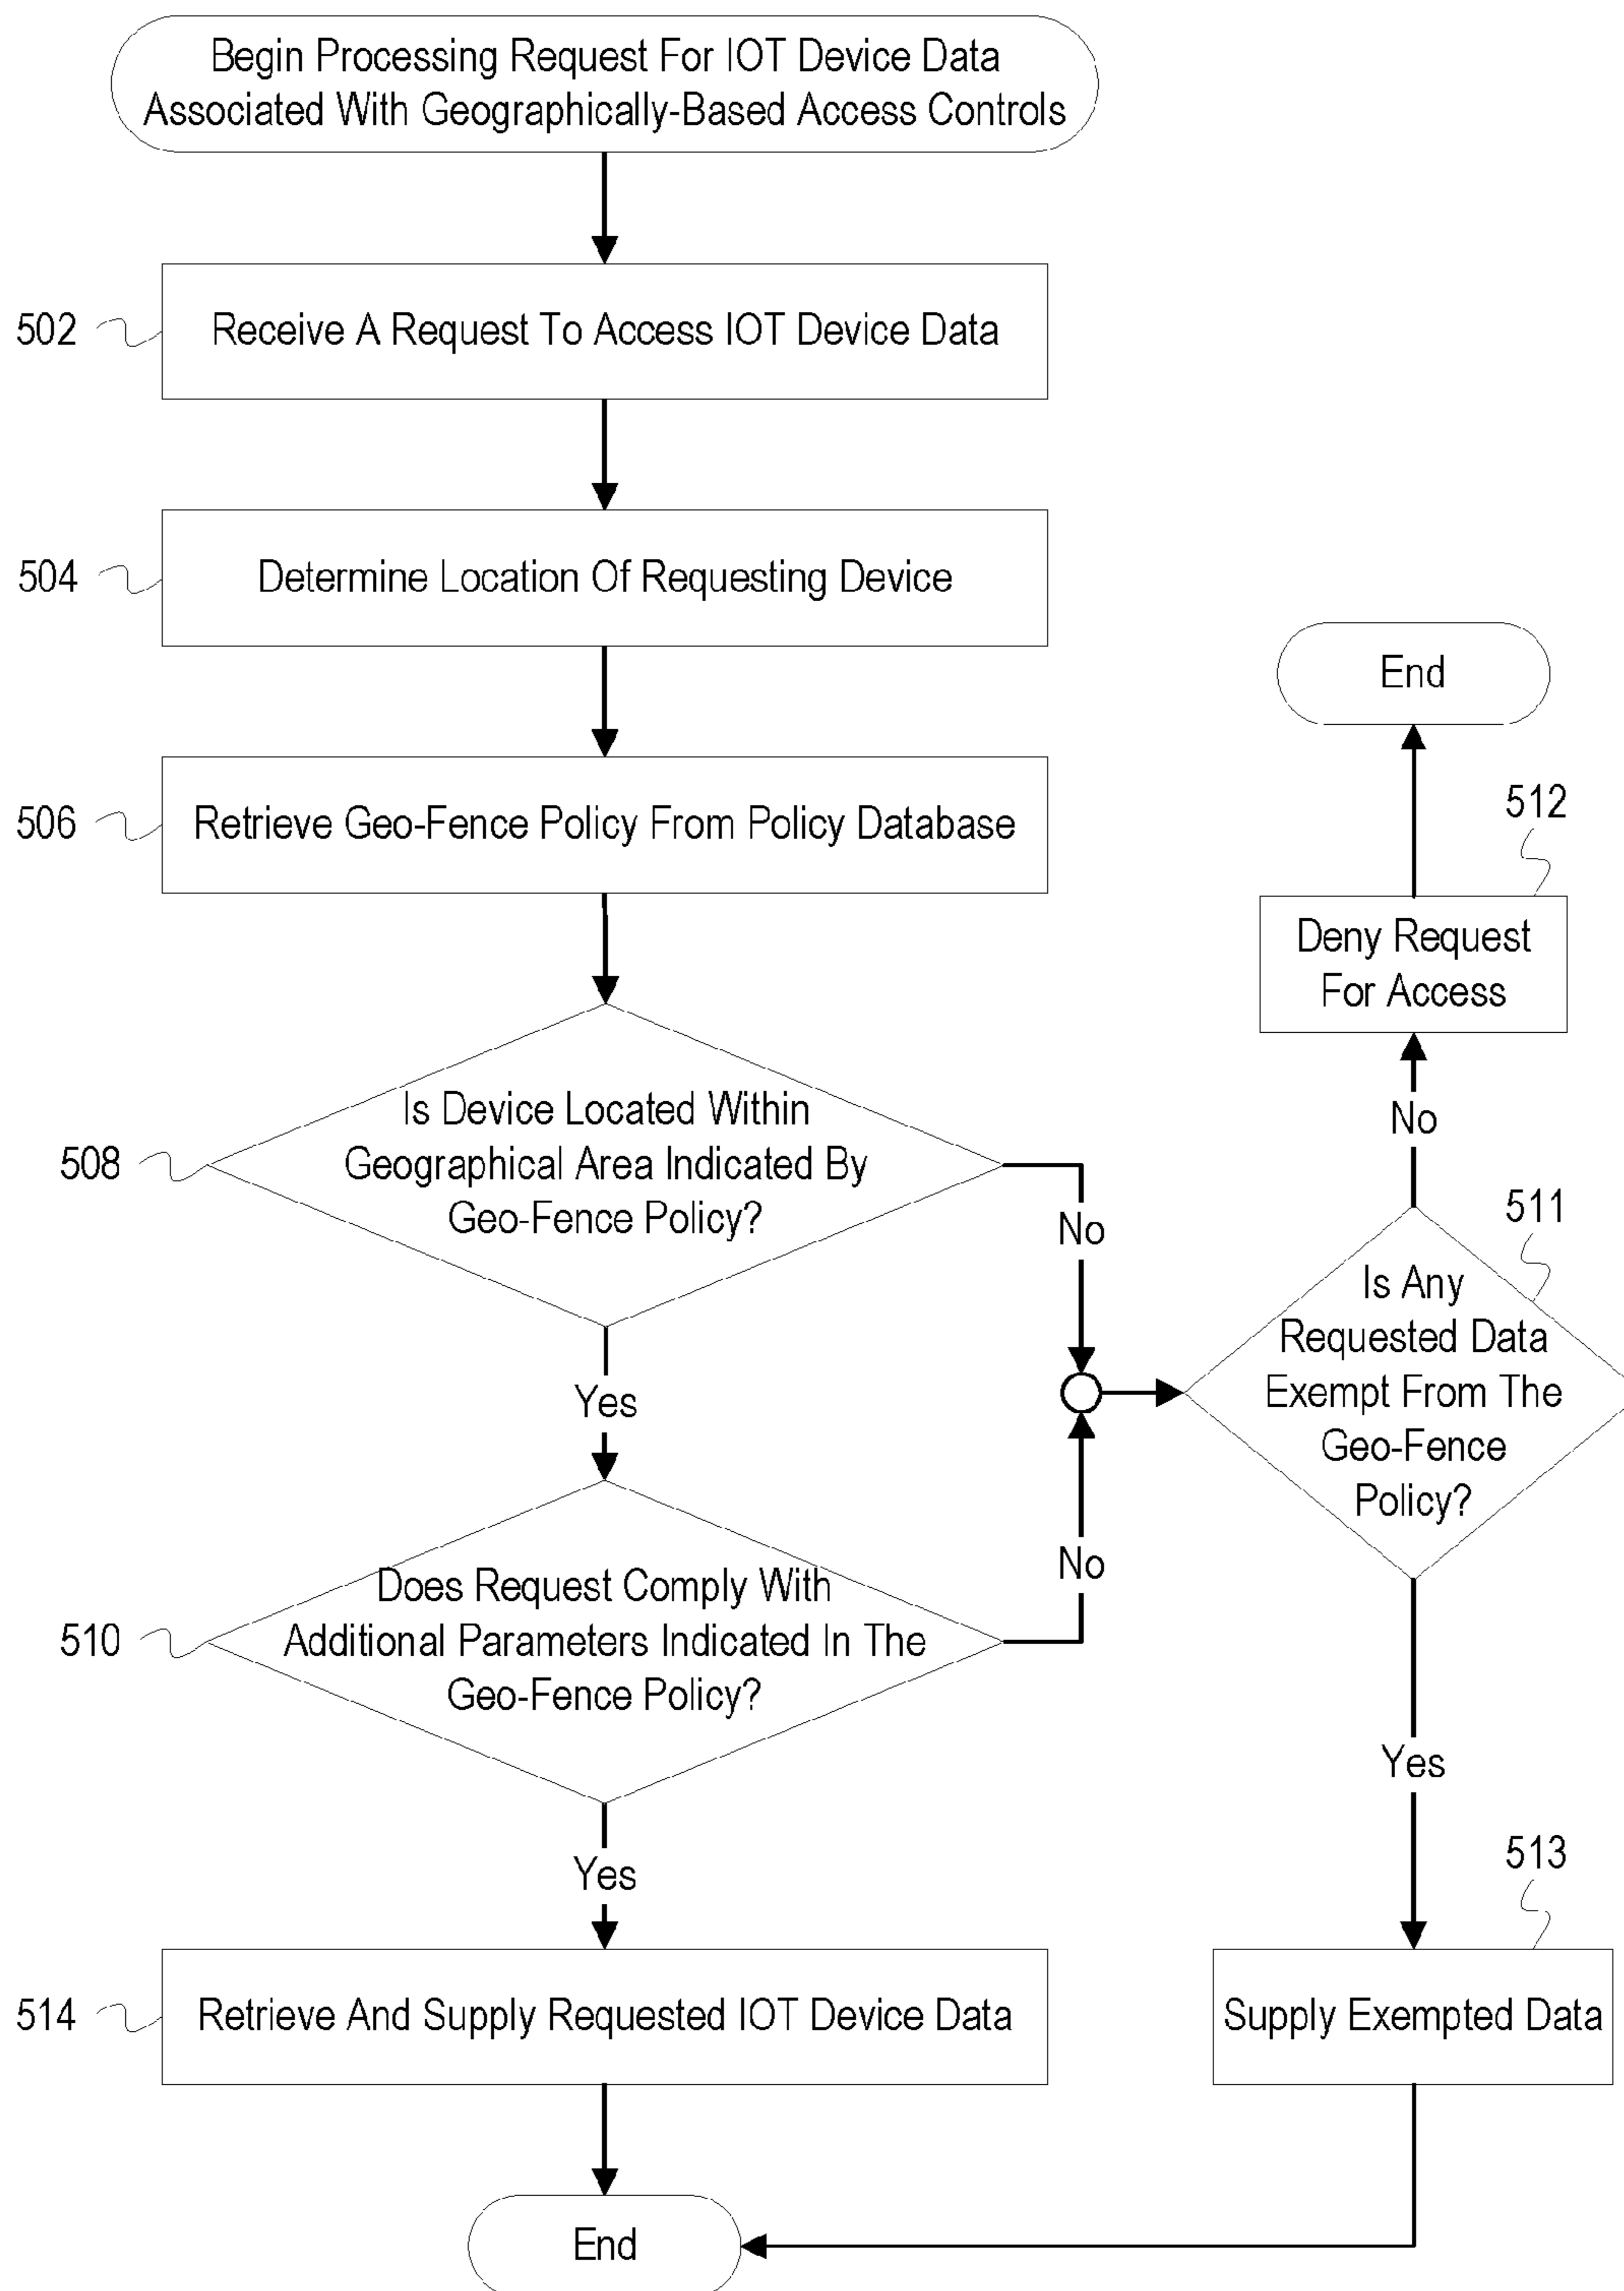 Begin Processing Request For IOT Device Data
Associated With Geographically-Based Access Controls
502
Receive A Request To Access IOT Device Data
504
Determine Location Of Requesting Device
506
Retrieve Geo-Fence Policy From Policy Database
508
Is Device Located Within
Geographical Area Indicated By
Geo-Fence Policy?
No
Yes
510
Does Request Comply With
Additional Parameters Indicated In The
Geo-Fence Policy?
No
Yes
514
Retrieve And Supply Requested IOT Device Data
End
End
512
Deny Request
For Access
No
511
Is Any
Requested Data
Exempt From The
Geo-Fence
Policy?
Yes
513
Supply Exempted Data